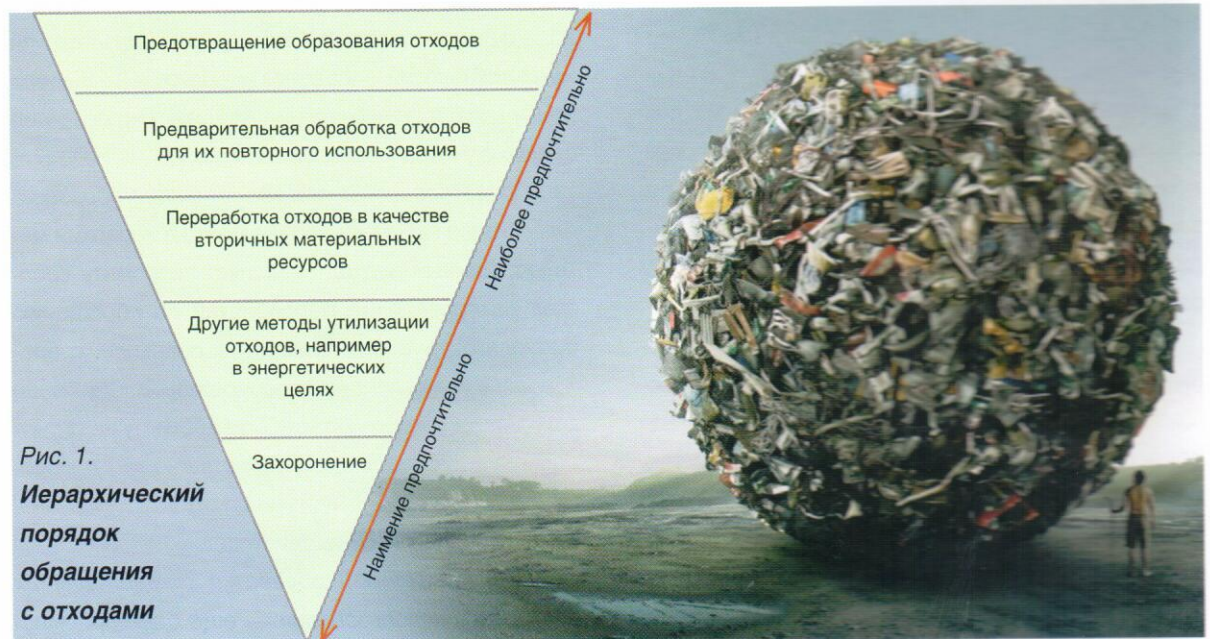 Предотвращение образования отходов
Предварительная обработка отходов
для их повторного использования
Переработка отходов в качестве
вторичных материальных
ресурсов
Другие методы утилизации
отходов, например
в энергетических
целях
Захоронение
Наиболее предпочтительно
Наимение предпочтительно
Рис. 1.
Иерархический
порядок
обращения
с отходами